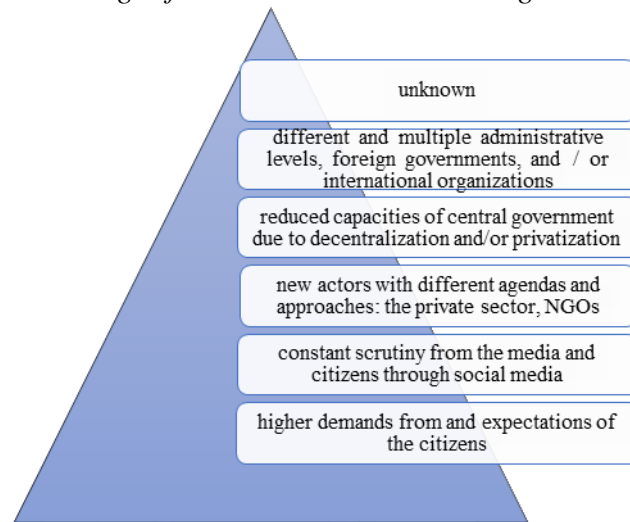 unknown
different and multiple administrative
levels, foreign governments, and / or
international organizations
reduced capacities of central government
due to decentralization and/or privatization
new actors with different agendas and
approaches: the private sector, NGOs
constant scrutiny from the media and
citizens through social media
higher demands from and expectations of
the citizens